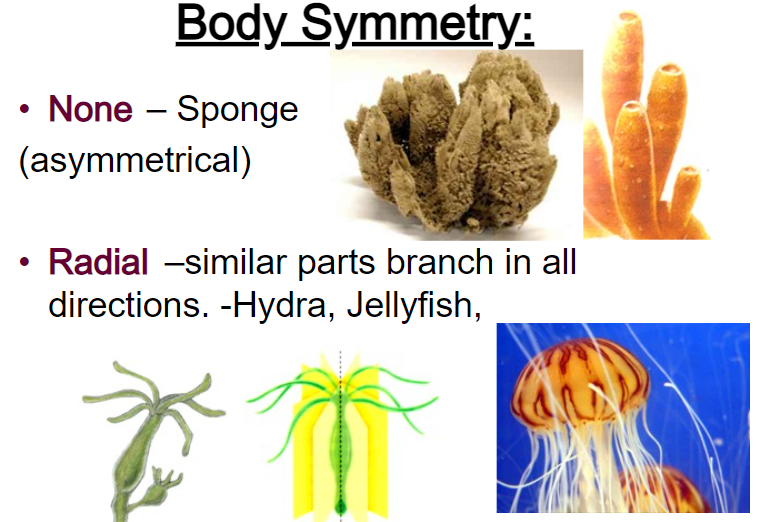 Body Symmetry:
• None – Sponge
(asymmetrical)
• Radial –similar parts branch in all
directions. -Hydra, Jellyfish,